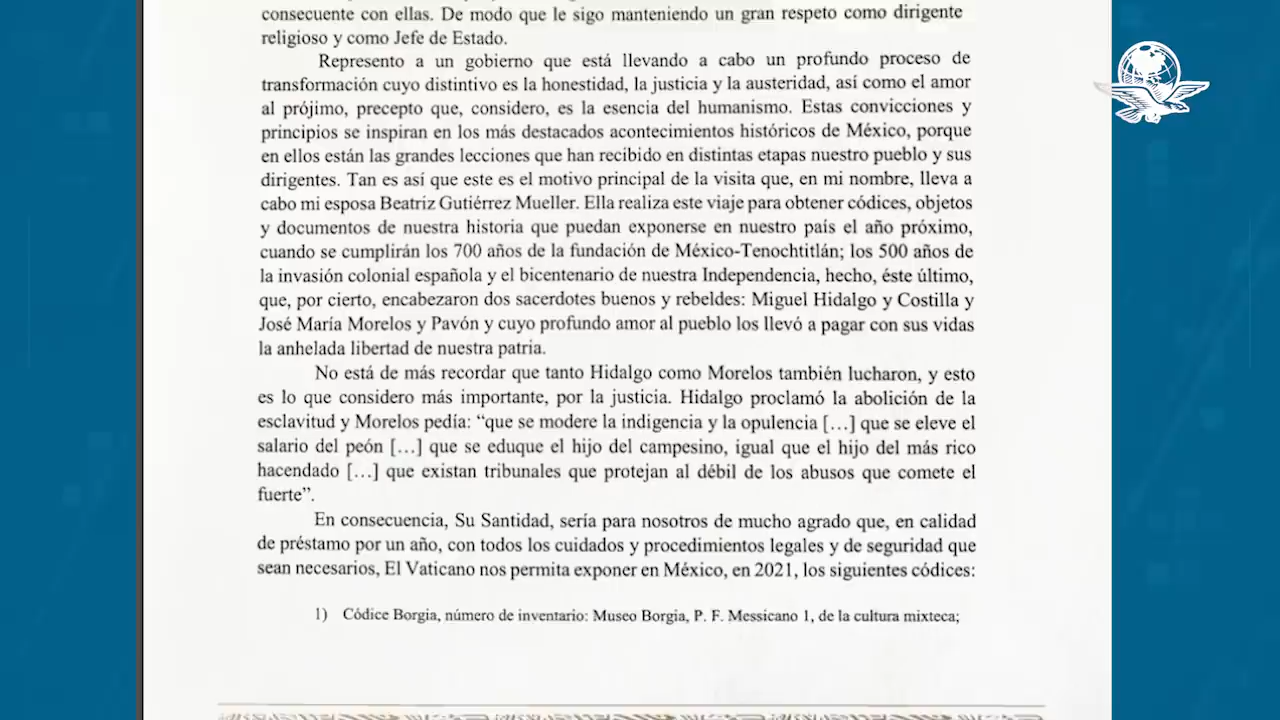 consecuente con ellas. De modo que le sigo manteniendo un gran respeto como dirigente
religioso y como Jefe de Estado.
Represento a un gobierno que está llevando a cabo un profundo proceso de
transformación cuyo distintivo es la honestidad, la justicia y la austeridad, así como el amor
al prójimo, precepto que, considero, es la esencia del humanismo. Estas convicciones y
principios se inspiran en los más destacados acontecimientos históricos de México, porque
en ellos están las grandes lecciones que han recibido en distintas etapas nuestro pueblo y sus
dirigentes. Tan es así que este es el motivo principal de la visita que, en mi nombre, lleva a
cabo mi esposa Beatriz Gutiérrez Mueller. Ella realiza este viaje para obtener códices, objetos
y documentos de nuestra historia que puedan exponerse en nuestro país el año próximo,
cuando se cumplirán los 700 años de la fundación de México-Tenochtitlán; los 500 años de
la invasión colonial española y el bicentenario de nuestra Independencia, hecho, éste último,
que, por cierto, encabezaron dos sacerdotes buenos y rebeldes: Miguel Hidalgo y Costilla y
José María Morelos y Pavón y cuyo profundo amor al pueblo los llevó a pagar con sus vidas
la anhelada libertad de nuestra patria.
No está de más recordar que tanto Hidalgo como Morelos también lucharon, y esto
es lo que considero más importante, por la justicia. Hidalgo proclamó la abolición de la
esclavitud y Morelos pedía: “que se modere la indigencia y la opulencia […] que se eleve el
salario del peón […] que se eduque el hijo del campesino, igual que el hijo del más rico
hacendado […] que existan tribunales que protejan al débil de los abusos que comete el
fuerte”.
En consecuencia, Su Santidad, sería para nosotros de mucho agrado que, en calidad
de préstamo por un año, con todos los cuidados y procedimientos legales y de seguridad que
sean necesarios, El Vaticano nos permita exponer en México, en 2021, los siguientes códices:
1) Códice Borgia, número de inventario: Museo Borgia, P. F. Messicano 1, de la cultura mixteca;